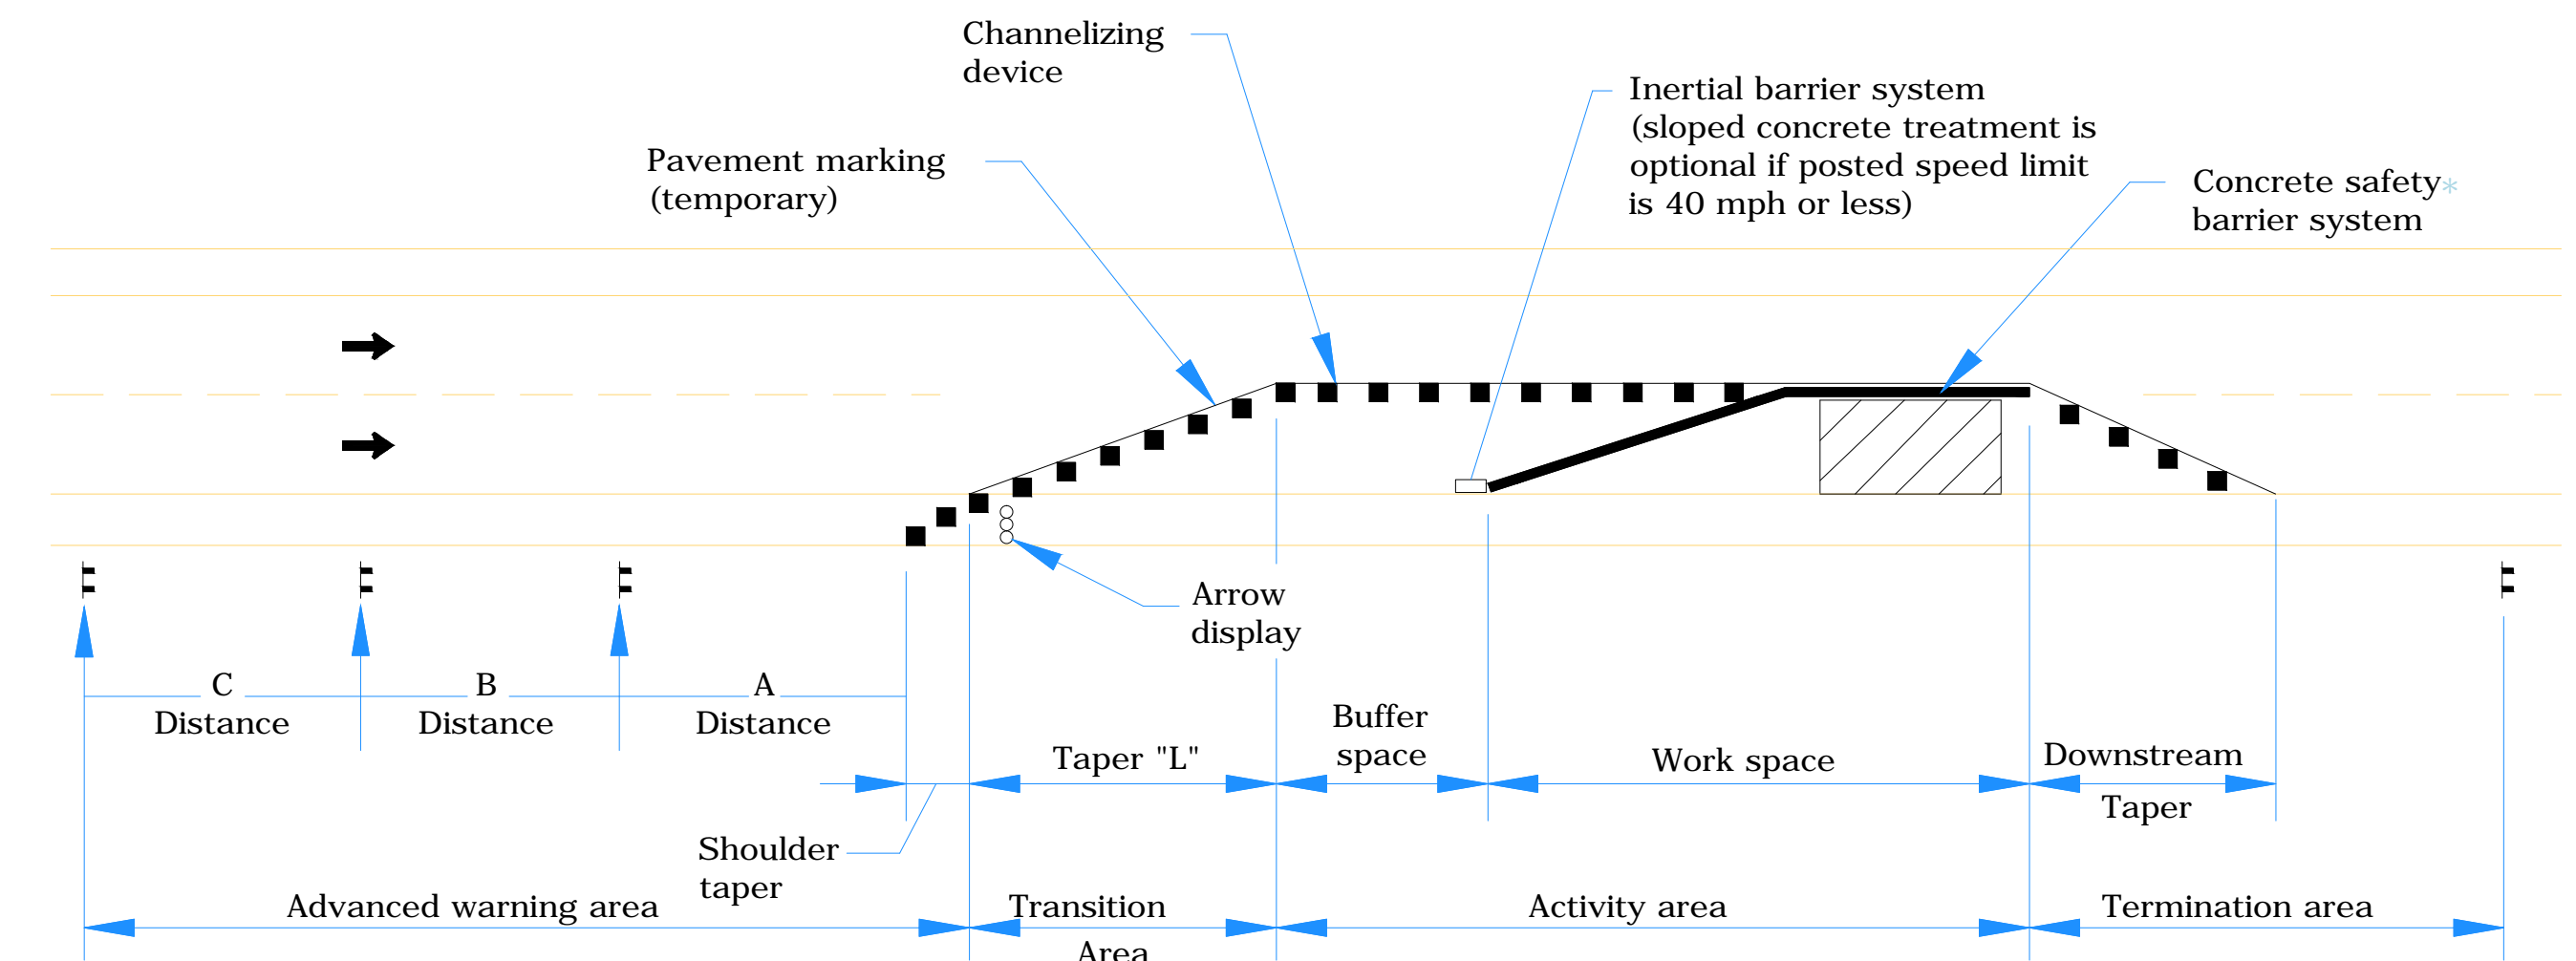 Channelizing
device
Inertial barrier system
(sloped concrete treatment is
optional if posted speed limit
is 40 mph or less)
Pavement marking
(temporary)
Concrete safety*
barrier system
Arrow
display
C
Distance
B
Distance
A
Distance
Taper "L"
Buffer
space
Work space
Downstream
Taper
Shoulder
taper
Advanced warning area
Transition
Area
Activity area
Termination area